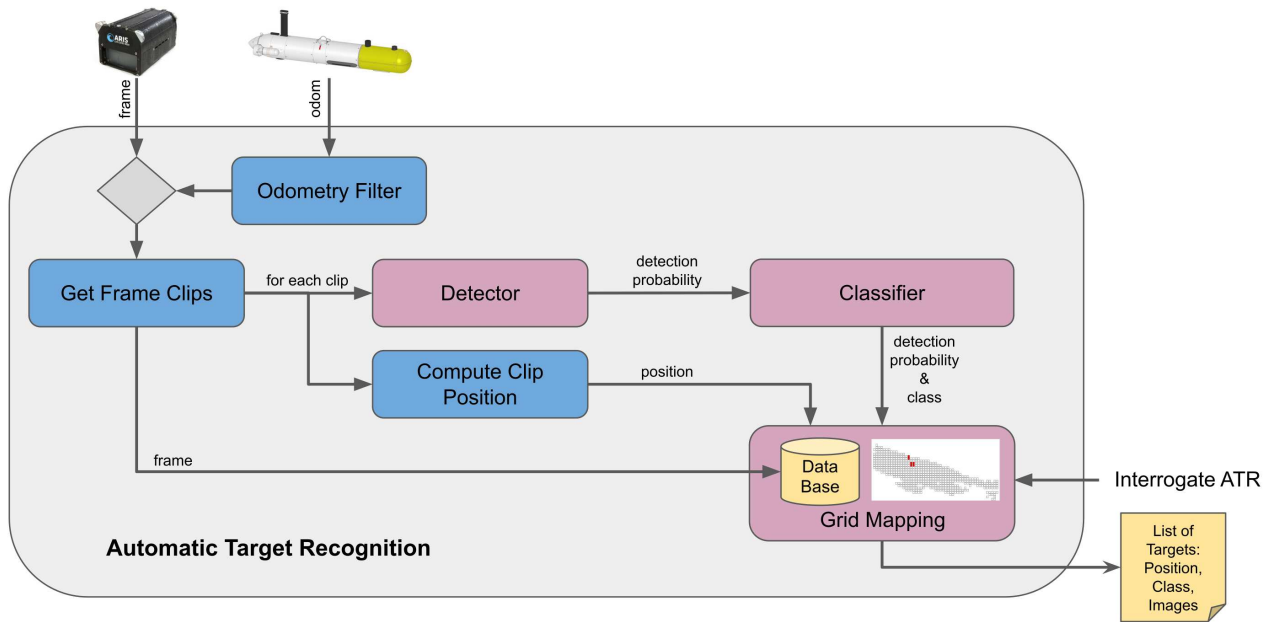 ARIS
frame
odom
Odometry Filter
Get Frame Clips
for each clip
Detector
detection
probability
Classifier
detection
probability
&
class
Compute Clip
Position
position
frame
Data
Base
Grid Mapping
Interrogate ATR
Automatic Target Recognition
List of
Targets:
Position,
Class,
Images